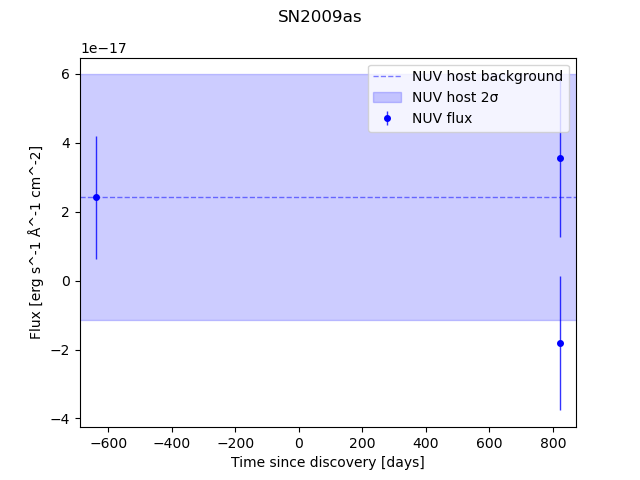 SN2009as
1e−17
NUV host background
NUV host 2σ
NUV flux
6
4
2
0
−2
−4
Flux [erg s^-1 Å^-1 cm^-2]
−600 −400 −200 0 200 400 600 800
Time since discovery [days]